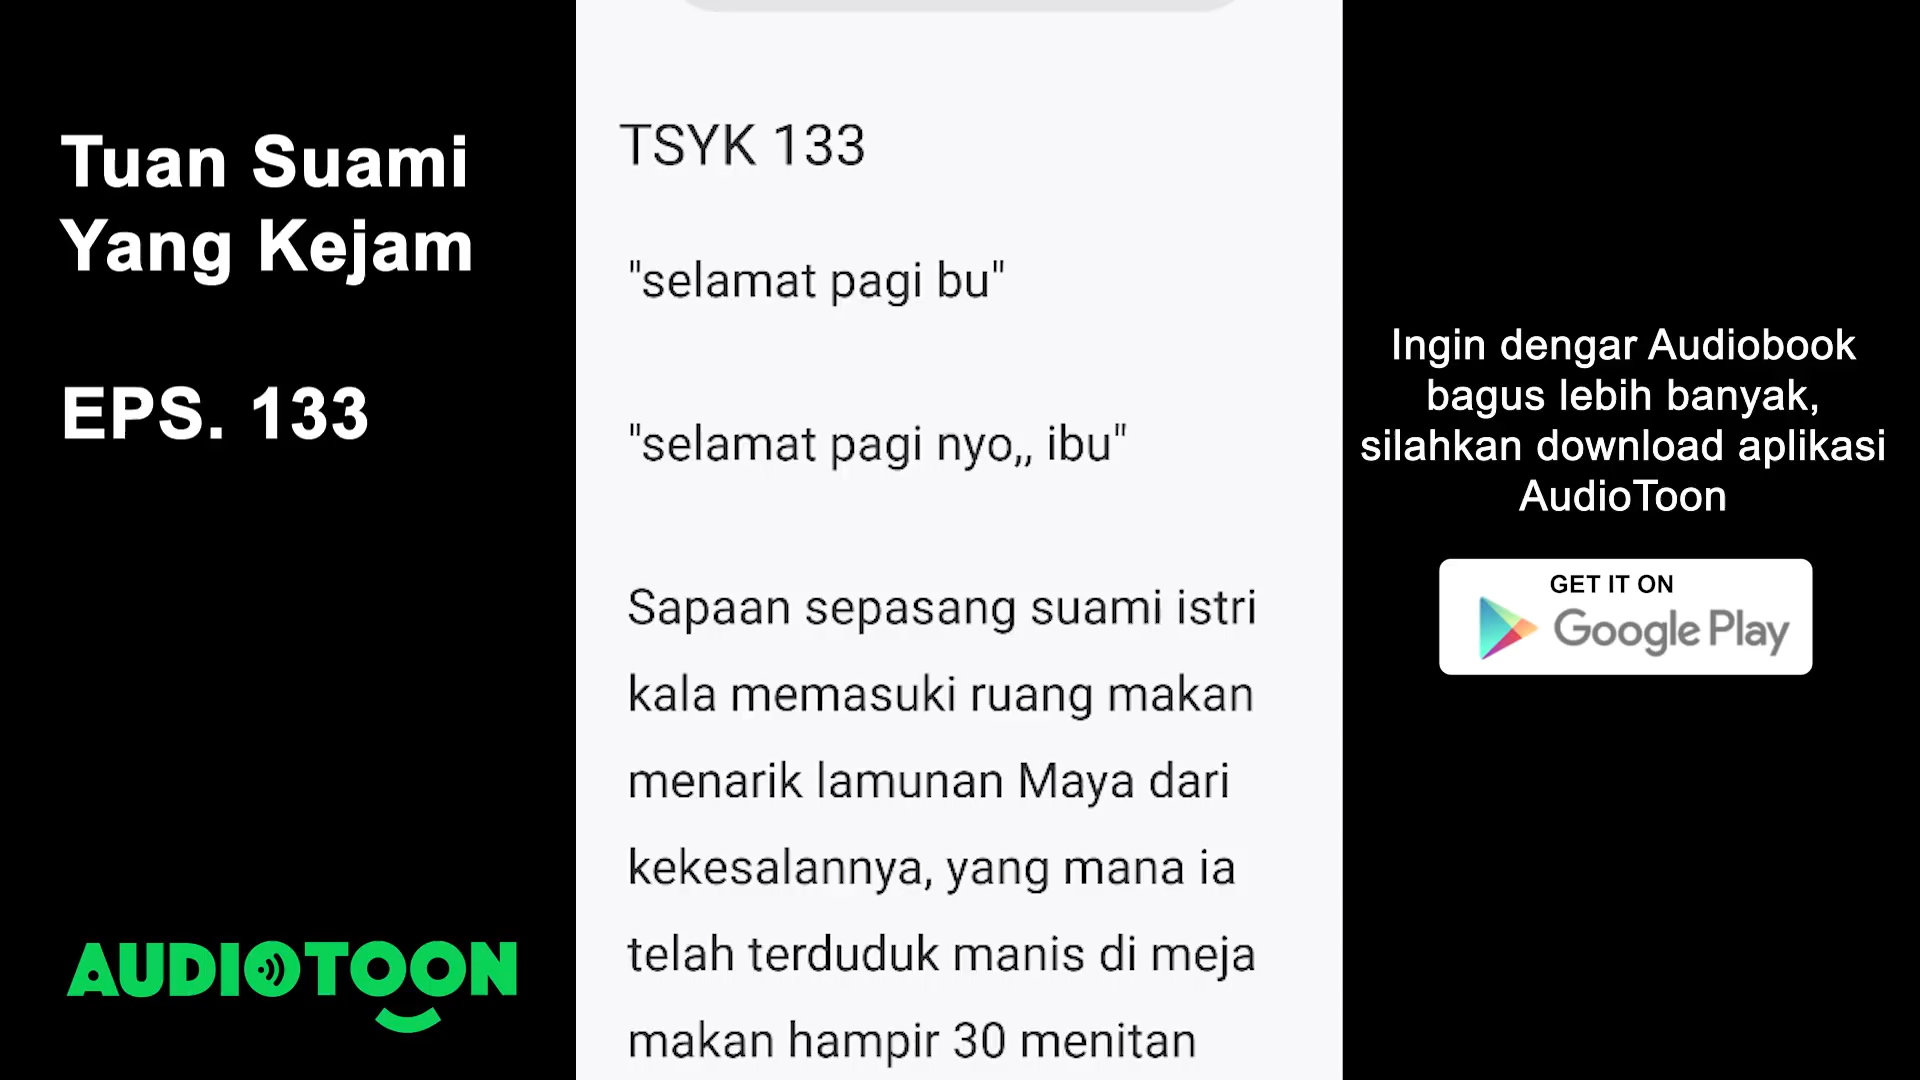 Tuan Suami
Yang Kejam
EPS. 133
AUDIOTOON
TSYK 133
"selamat pagi bu"
"selamat pagi nyo,, ibu"
Sapaan sepasang suami istri
kala memasuki ruang makan
menarik lamunan Maya dari
kekesalannya, yang mana ia
telah terduduk manis di meja
makan hampir 30 menitan
Ingin dengar Audiobook
bagus lebih banyak,
silahkan download aplikasi
AudioToon
GET IT ON
Google Play